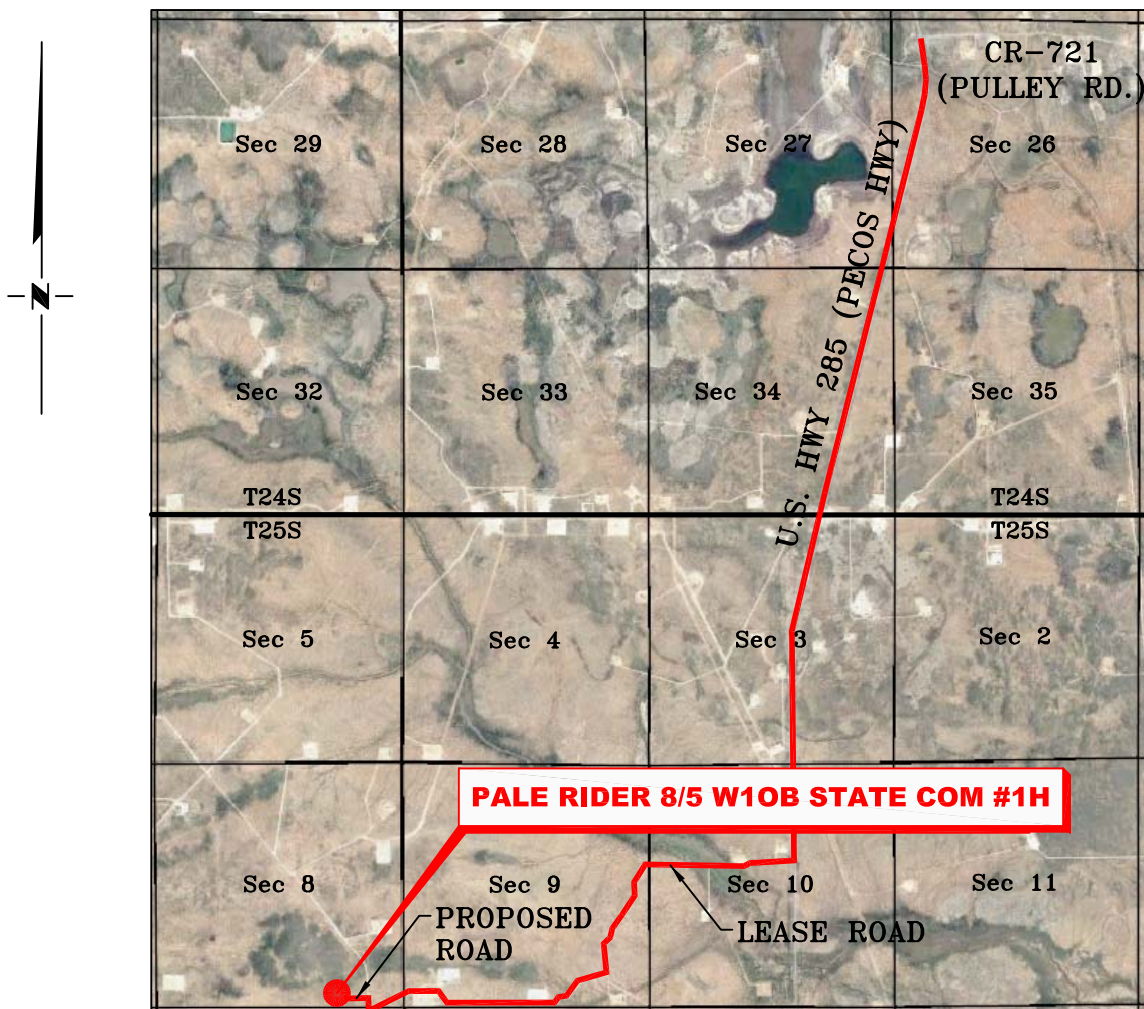 CR-721
(PULLEY RD.)
Sec 29
Sec 28
Sec 27
Sec 26
U.S. HWY 285 (PECOS HWY)
N
Sec 32
Sec 33
Sec 34
Sec 35
T24S
T24S
T25S
T25S
Sec 5
Sec 4
Sec 3
Sec 2
PALE RIDER 8/5 W1OB STATE COM #1H
Sec 8
Sec 9
Sec 10
Sec 11
PROPOSED
ROAD
LEASE ROAD